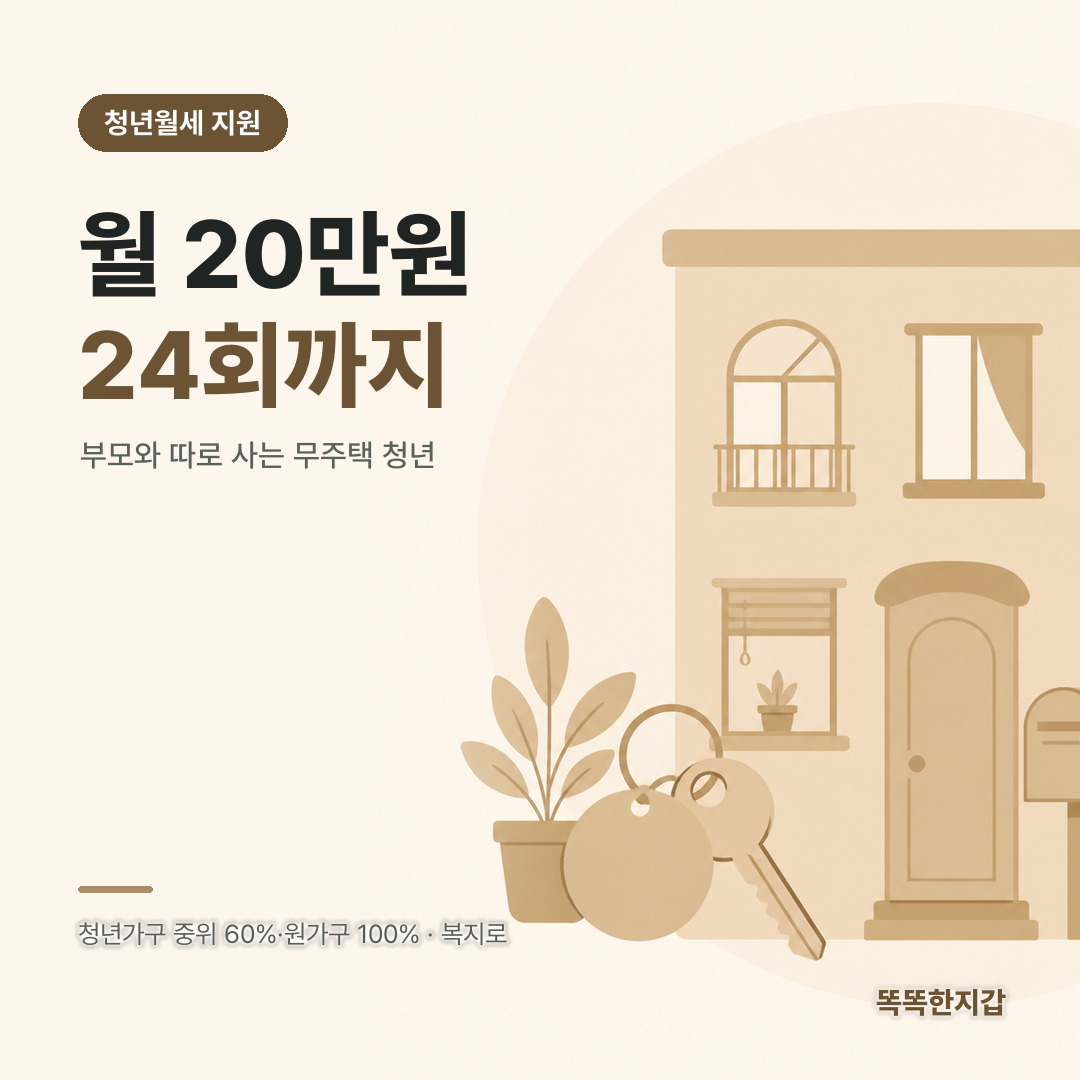 청년월세 지원
월 20만원
24회까지
부모와 따로 사는 무주택 청년
청년가구 중위 60%·원가구 100% · 복지로
똑똑한지갑